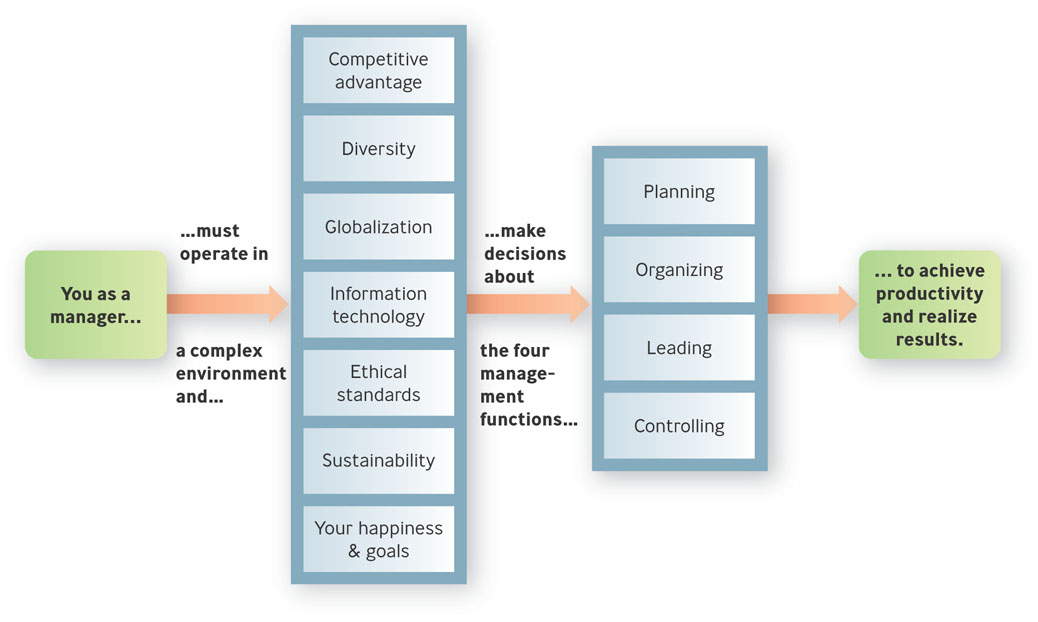 You as a
manager...
...must
operate in
a complex
environment
and...
Competitive
advantage
Diversity
Globalization
Information
technology
Ethical
standards
Sustainability
Your happiness
& goals
...make
decisions
about
the four
manage-
ment
functions...
Planning
Organizing
Leading
Controlling
... to achieve
productivity
and realize
results.